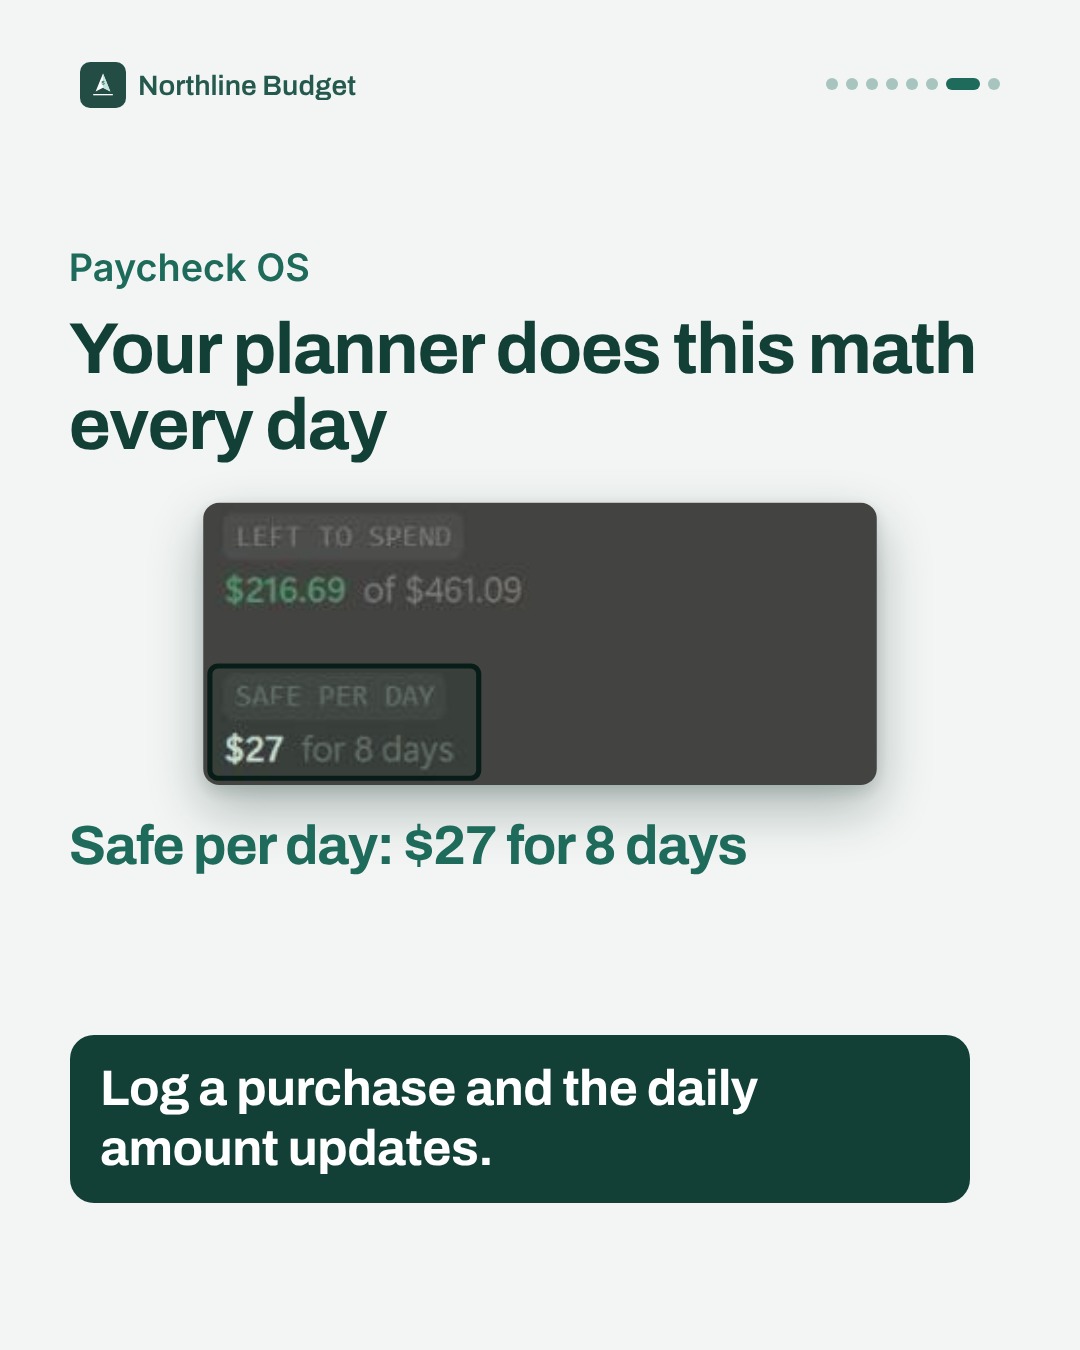 Northline Budget
Paycheck OS
Your planner does this math
every day
LEFT TO SPEND
$216.69 of $461.09
SAFE PER DAY
$27 for 8 days
Safe per day: $27 for 8 days
Log a purchase and the daily
amount updates.